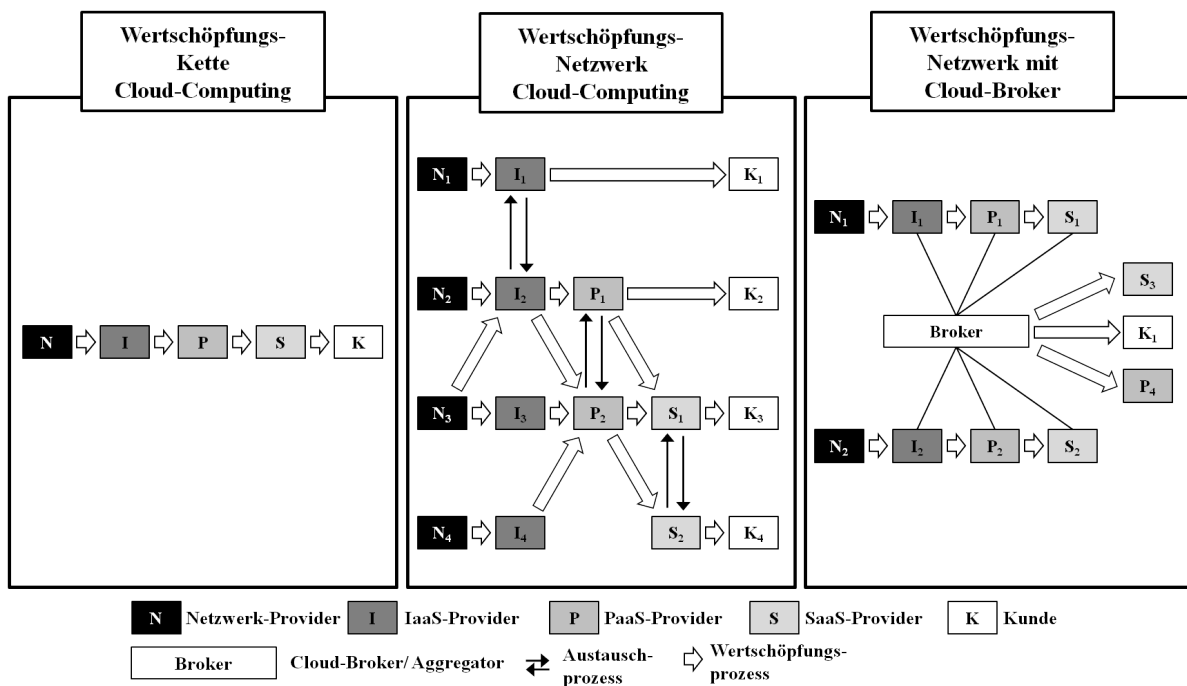 Wertschöpfungs-
Kette
Cloud-Computing
N I P S K
Wertschöpfungs-
Netzwerk
Cloud-Computing
N₁ I₁ K₁
N₂ I₂ P₁ K₂
N₃ I₃ P₂ S₁ K₃
N₄ I₄ S₂ K₄
Wertschöpfungs-
Netzwerk mit
Cloud-Broker
N₁ I₁ P₁ S₁
S₃
Broker K₁
P₄
N₂ I₂ P₂ S₂
N Netzwerk-Provider I IaaS-Provider P PaaS-Provider S SaaS-Provider K Kunde
Broker Cloud-Broker/ Aggregator
Austausch-
prozess
Wertschöpfungs-
prozess